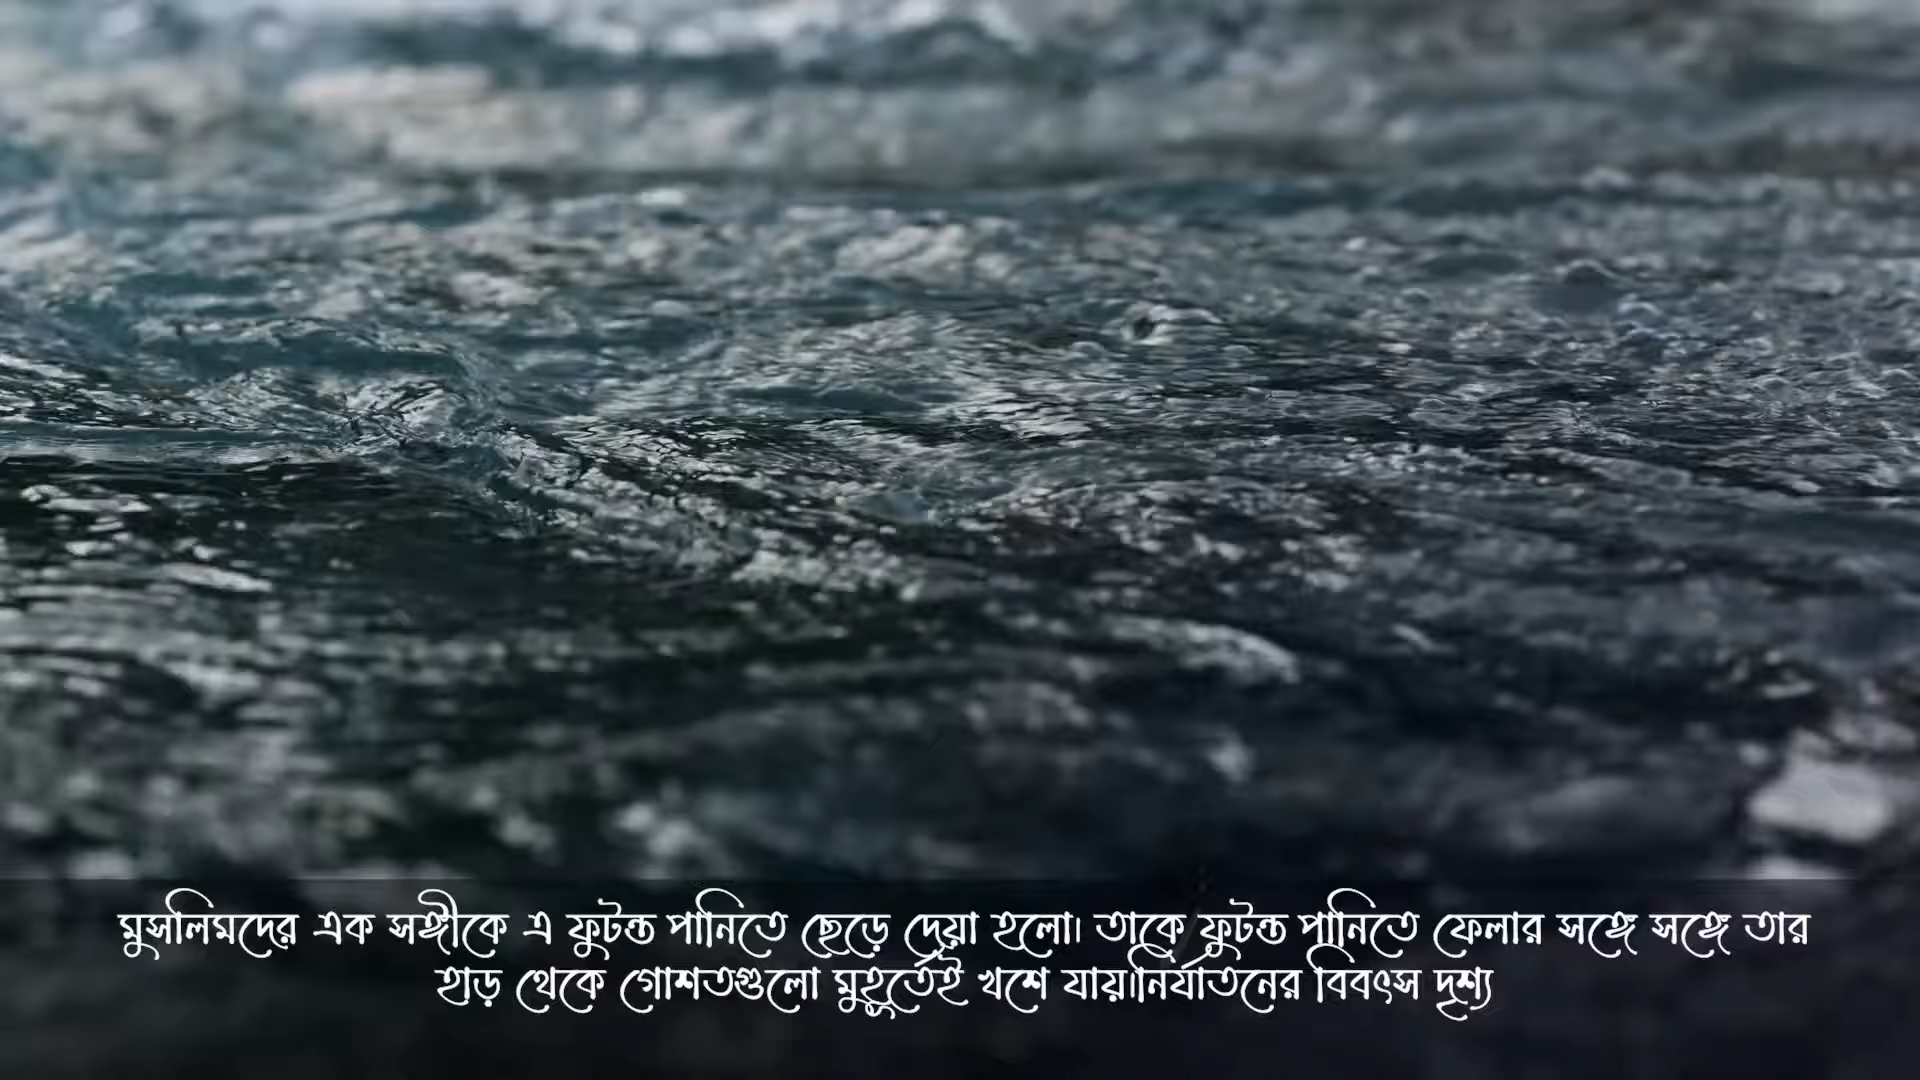 মুসলিমদের এক সঙ্গীকে এ ফুটন্ত পানিতে ছেড়ে দেয়া হলো। তাকে ফুটন্ত পানিতে ফেলার সঙ্গে সঙ্গে তার
হাড় থেকে গোশতগুলো মুহূর্তেই খশে যায়।নির্যাতনের বিবৎস দৃশ্য